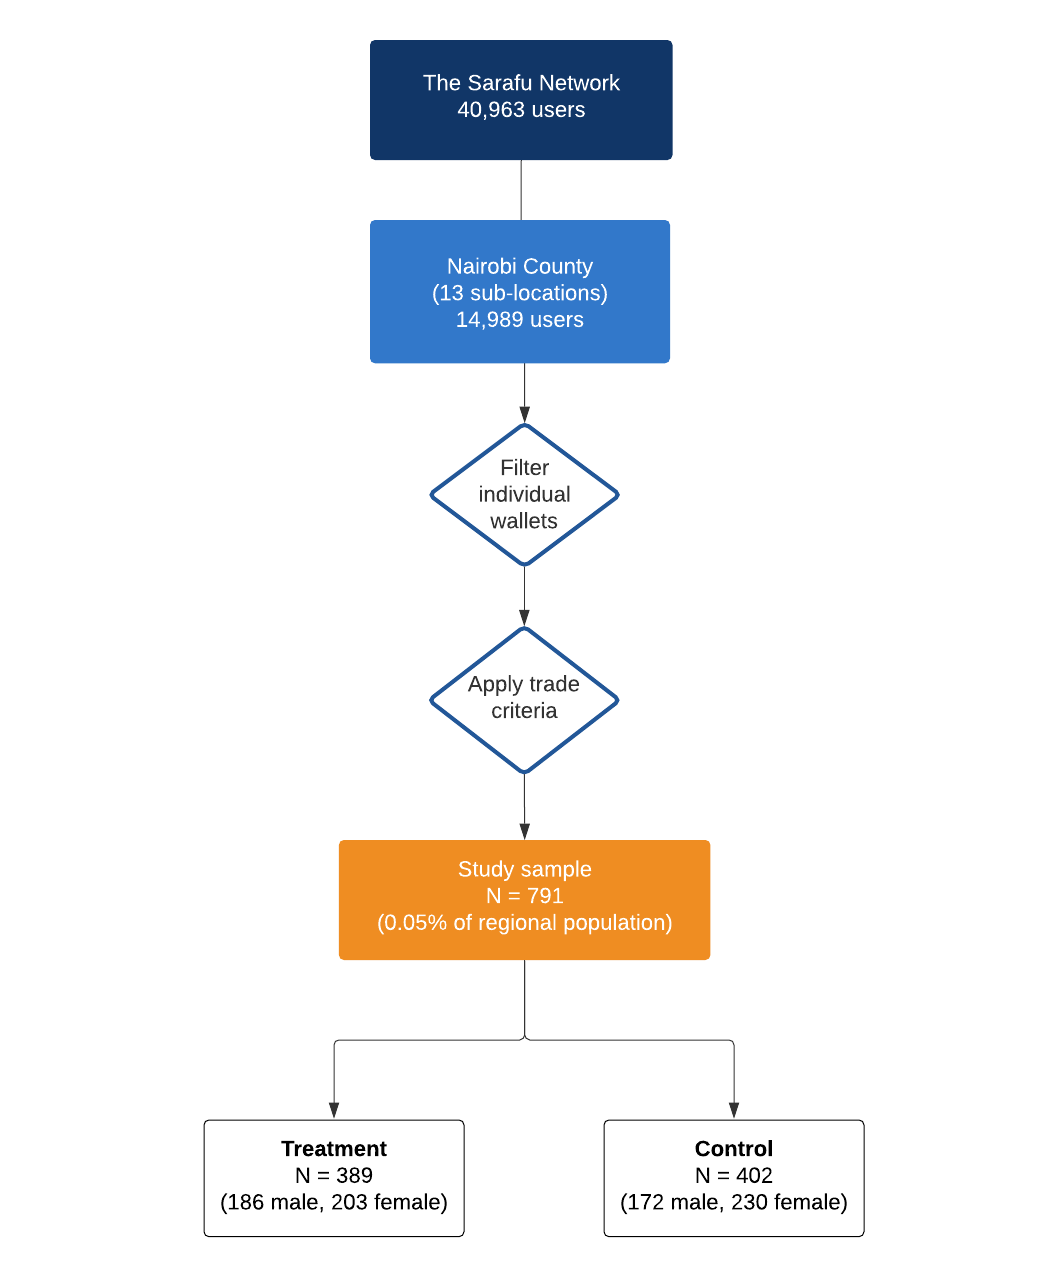 The Sarafu Network
40,963 users
Nairobi County
(13 sub-locations)
14,989 users
Filter
individual
wallets
Apply trade
criteria
Study sample
N = 791
(0.05% of regional population)
Treatment
N = 389
(186 male, 203 female)
Control
N = 402
(172 male, 230 female)